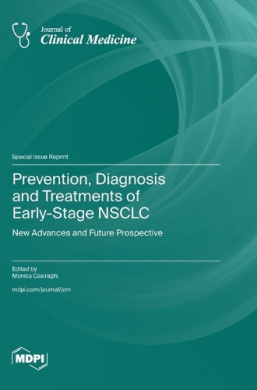 Journal of
Clinical Medicine
Special Issue Reprint
Prevention, Diagnosis
and Treatments of
Early-Stage NSCLC
New Advances and Future Prospective
Edited by
Monica Casiraghi
mdpi.com/journal/jcm
MDPI